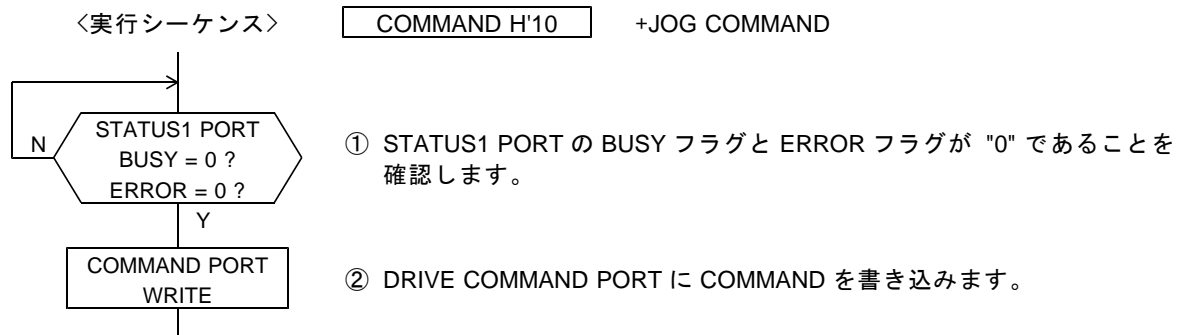 〈実行シーケンス〉 COMMAND H'10 +JOG COMMAND
N
STATUS1 PORT
BUSY = 0 ?
ERROR = 0 ?
① STATUS1 PORT の BUSY フラグと ERROR フラグが "0" であることを
確認します。
Y
COMMAND PORT
WRITE
② DRIVE COMMAND PORT に COMMAND を書き込みます。